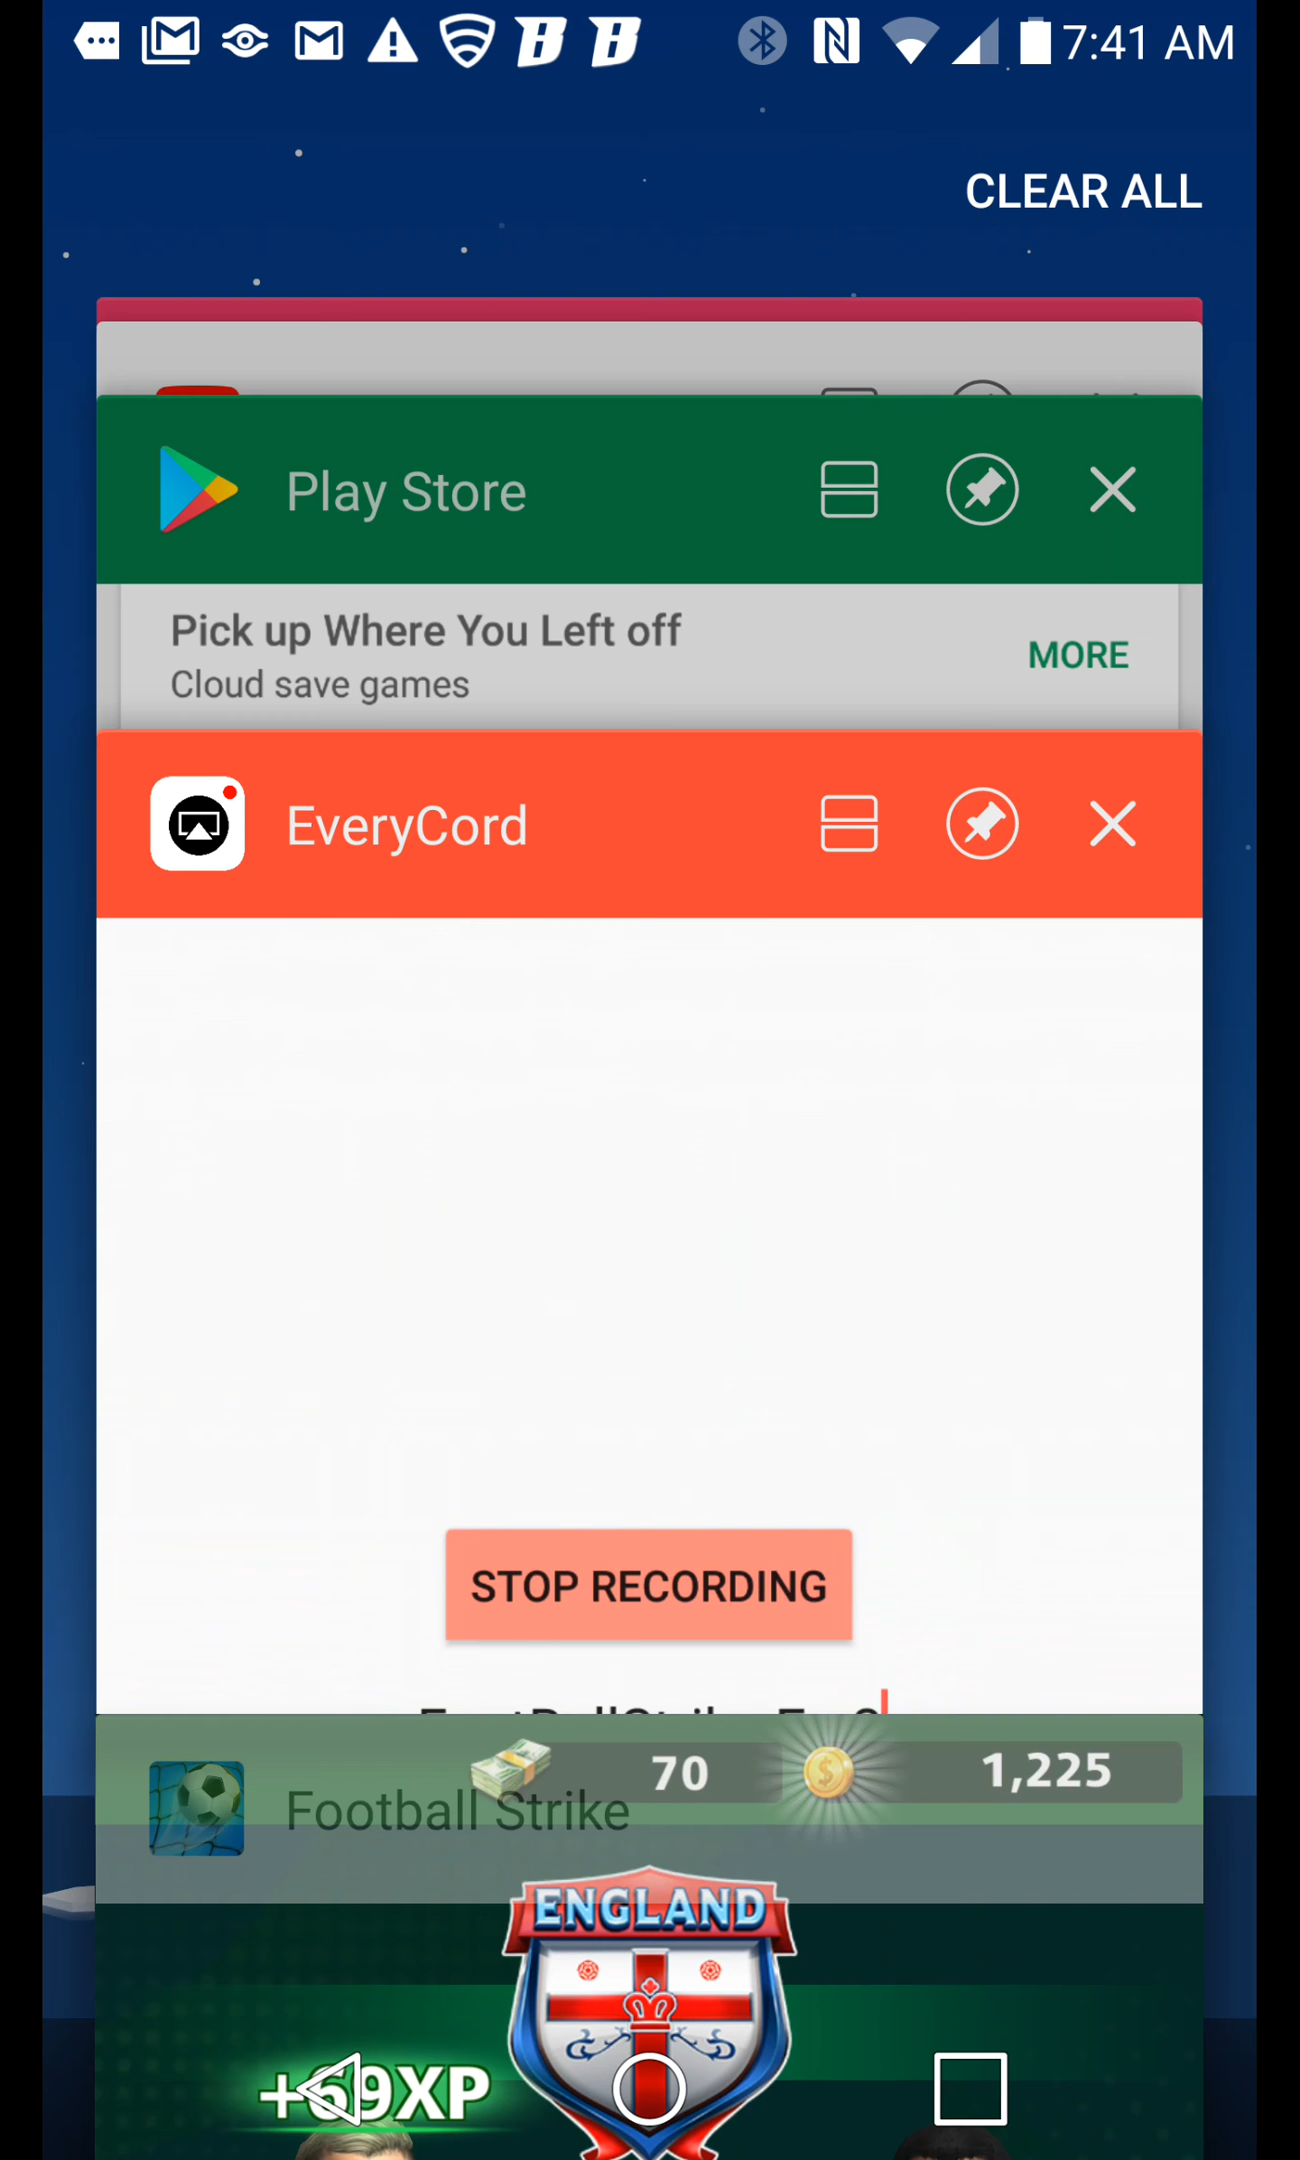 7:41 AM
CLEAR ALL
Play Store
Pick up Where You Left off
Cloud save games
MORE
EveryCord
STOP RECORDING
70
1,225
Football Strike
ENGLAND
+69XP